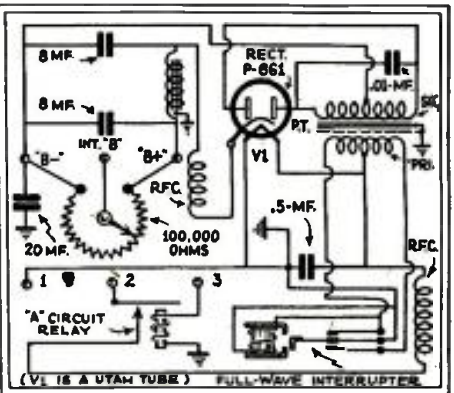 8 MF.
8 MF.
INT. "B"
"B-"
"B+"
20 MF.
R.F.C.
100,000
OHMS
RECT.
P-861
.01-MF.
SEC.
P.T.
PRI.
V1
.5-MF.
R.F.C.
1
2
3
"A" CIRCUIT
RELAY
(V1 IS A UTAH TUBE)
FULL-WAVE INTERRUPTER